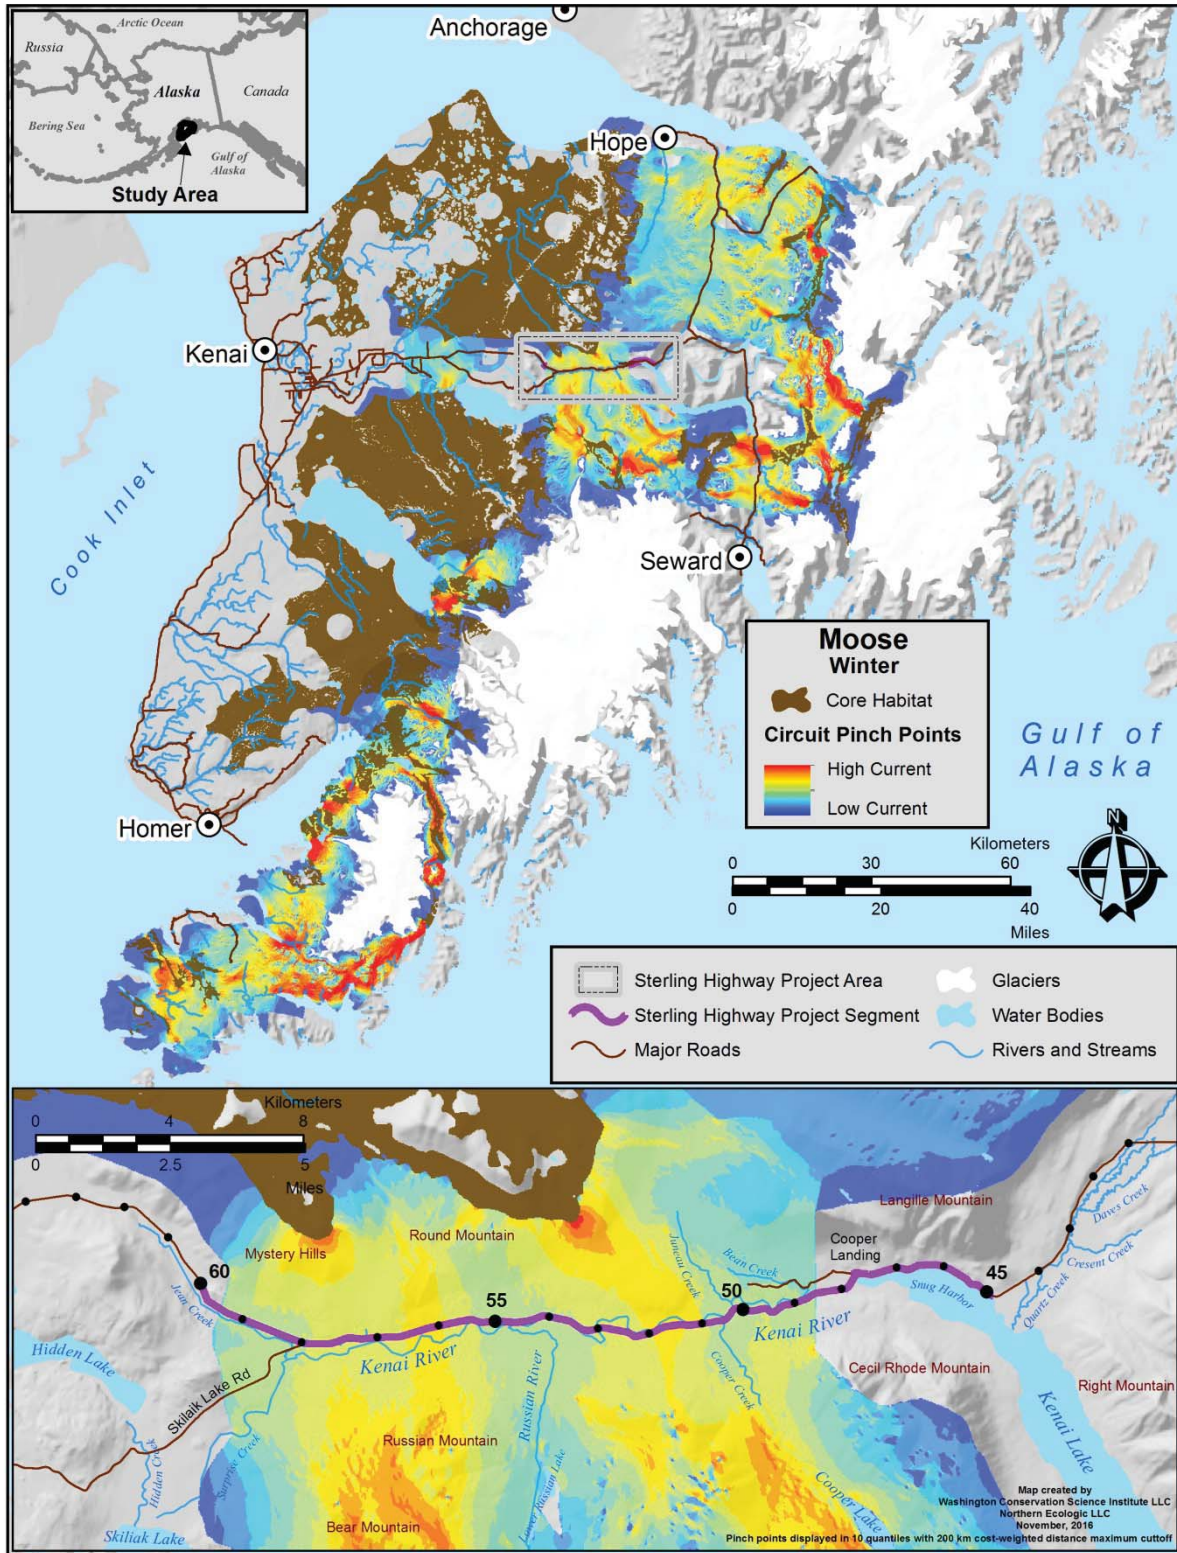 Arctic Ocean
Russia
Alaska
Canada
Bering Sea
Gulf of
Alaska
Study Area
Anchorage
Hope
Kenai
Cook Inlet
Seward
Homer
Gulf of
Alaska
Moose
Winter
Core Habitat
Circuit Pinch Points
High Current
Low Current
N
Kilometers
0 30 60
0 20 40
Miles
Sterling Highway Project Area
Sterling Highway Project Segment
Major Roads
Glaciers
Water Bodies
Rivers and Streams
Kilometers
0 4 8
0 2.5 5
Miles
Mystery Hills
Round Mountain
Langille Mountain
Cooper
Landing
Daves Creek
Cresent Creek
Quartz Creek
Juneau Creek
Bean Creek
Snug Harbor
60
55
50
45
Jean Creek
Kenai River
Kenai River
Hidden Lake
Skilaik Lake Rd
Russian River
Cooper Creek
Cecil Rhode Mountain
Right Mountain
Kenai Lake
Russian Mountain
Surprise Creek
Hidden Creek
Lower Russian Lake
Cooper Lake
Skiliak Lake
Bear Mountain
Map created by
Washington Conservation Science Institute LLC
Northern Ecologic LLC
November, 2016
Pinch points displayed in 10 quantiles with 200 km cost-weighted distance maximum cuttoff